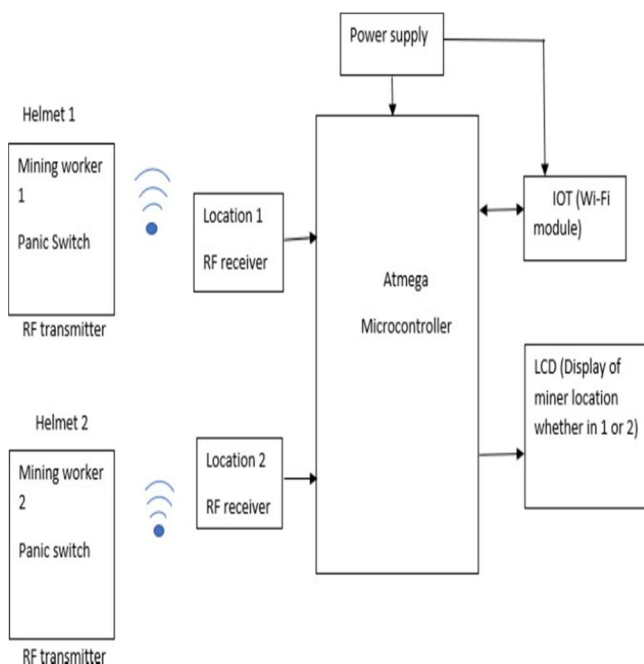 Power supply
Helmet 1
Mining worker
1
Panic Switch
RF transmitter
Location 1
RF receiver
Atmega
Microcontroller
IOT (Wi-Fi
module)
LCD (Display of
miner location
whether in 1 or 2)
Helmet 2
Mining worker
2
Panic switch
RF transmitter
Location 2
RF receiver